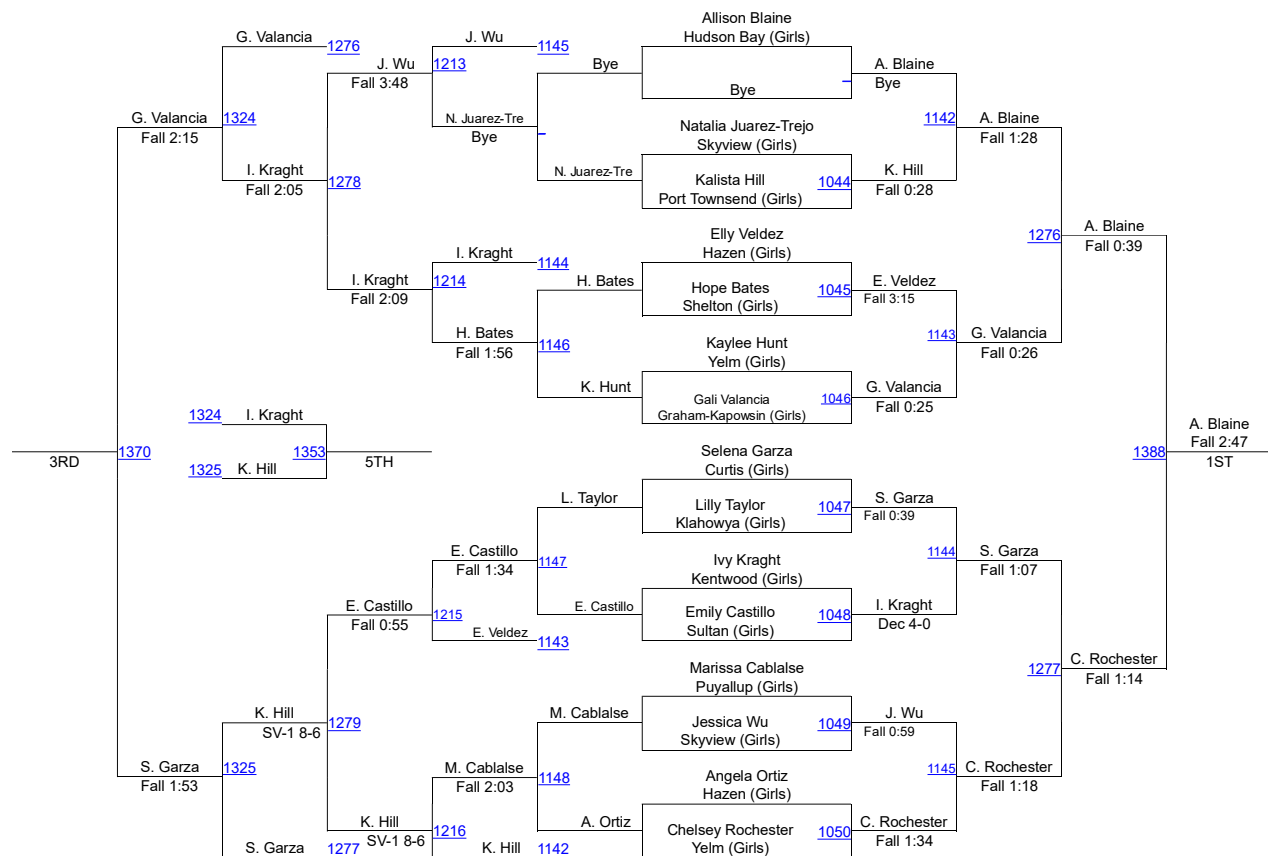 Allison Blaine
G. Valancia
J. Wu
Hudson Bay (Girls)
1276
1145
J. Wu
1213
Bye
A. Blaine
Fall 3:48
Bye
Bye
G. Valancia
1324
N. Juarez-Tre
Natalia Juarez-Trejo
1142
A. Blaine
Fall 2:15
Bye
Skyview (Girls)
Fall 1:28
I. Kraght
1278
N. Juarez-Tre
Kalista Hill
1044
K. Hill
Fall 2:05
Port Townsend (Girls)
Fall 0:28
Elly Veldez
1276
A. Blaine
I. Kraght
1144
Hazen (Girls)
Fall 0:39
I. Kraght
1214
H. Bates
Hope Bates
1045
E. Veldez
Fall 2:09
Shelton (Girls)
Fall 3:15
H. Bates
1146
Kaylee Hunt
1143
G. Valancia
Fall 1:56
Yelm (Girls)
Fall 0:26
K. Hunt
Gali Valancia
1046
G. Valancia
Graham-Kapowsin (Girls)
Fall 0:25
1324
I. Kraght
A. Blaine
Fall 2:47
3RD
1370
1353
5TH
Selena Garza
1388
1ST
1325
K. Hill
Curtis (Girls)
L. Taylor
Lilly Taylor
1047
S. Garza
Klahowya (Girls)
Fall 0:39
E. Castillo
1147
Ivy Kraght
1144
S. Garza
Fall 1:34
Kentwood (Girls)
Fall 1:07
E. Castillo
1215
E. Castillo
Emily Castillo
1048
I. Kraght
Fall 0:55
Sultan (Girls)
Dec 4-0
E. Veldez
1143
Marissa Cablalse
1277
C. Rochester
Puyallup (Girls)
Fall 1:14
K. Hill
1279
M. Cablalse
Jessica Wu
1049
J. Wu
SV-1 8-6
Skyview (Girls)
Fall 0:59
S. Garza
1325
M. Cablalse
1148
Angela Ortiz
1145
C. Rochester
Fall 1:53
Fall 2:03
Hazen (Girls)
Fall 1:18
K. Hill
1216
A. Ortiz
Chelsey Rochester
1050
C. Rochester
SV-1 8-6
Yelm (Girls)
Fall 1:34
S. Garza
1277
K. Hill
1142